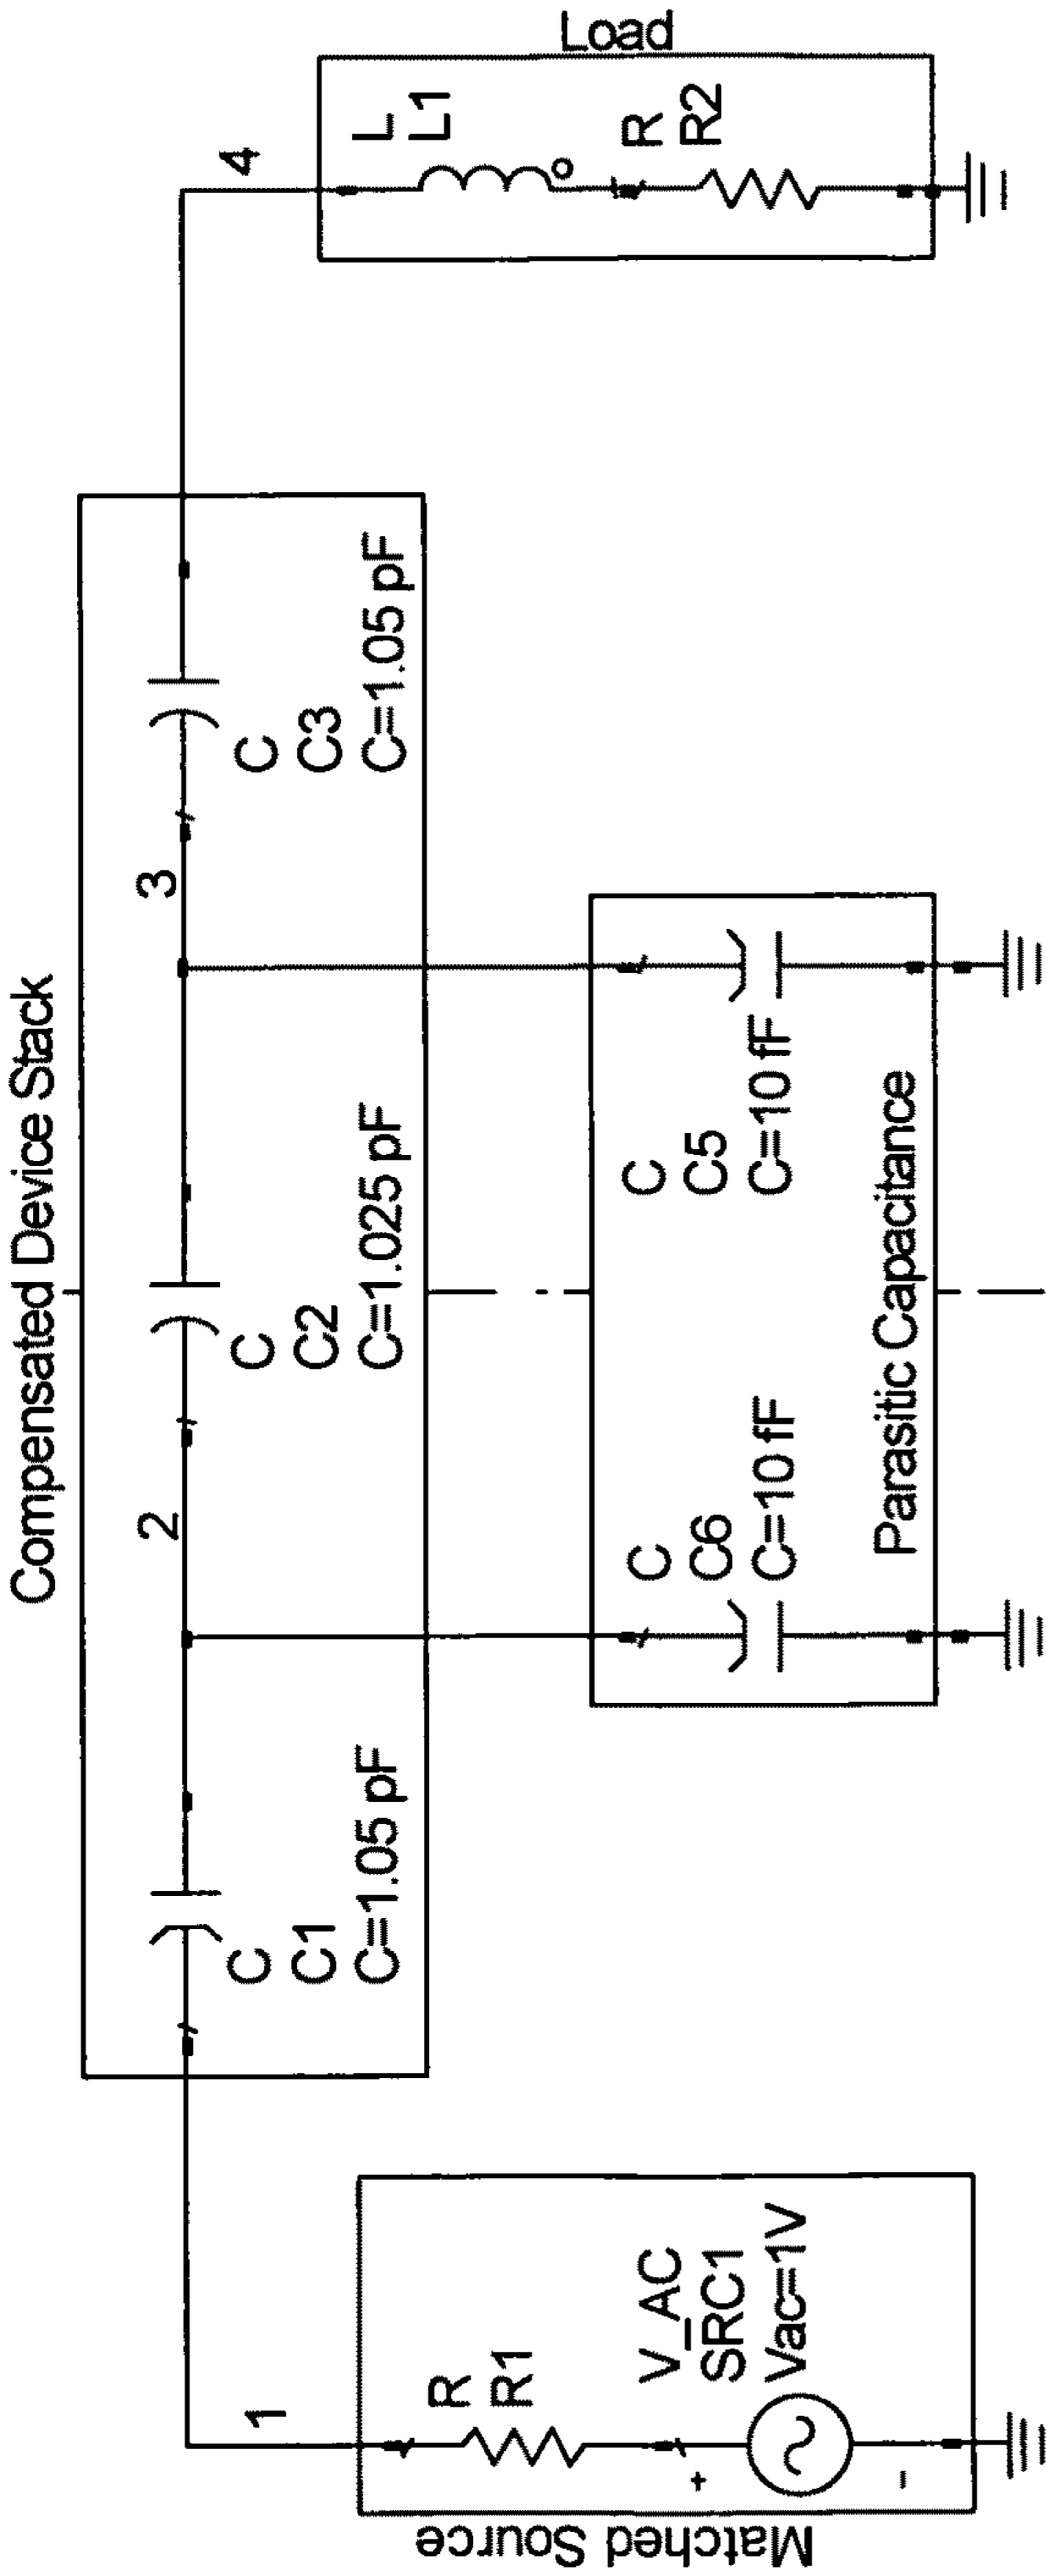 Compensated Device Stack
1
2
3
4
C
C1
C=1.05 pF
C
C2
C=1.025 pF
C
C3
C=1.05 pF
Matched Source
R
R1
V_AC
SRC1
Vac=1V
+
-
C
C6
C=10 fF
C
C5
C=10 fF
Parasitic Capacitance
Load
L
L1
R
R2